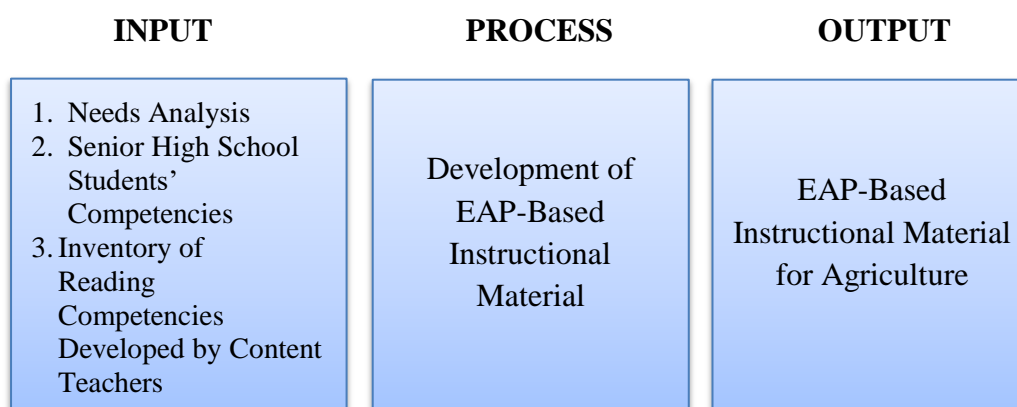 INPUT
PROCESS
OUTPUT
1. Needs Analysis
2. Senior High School
Students’
Competencies
3. Inventory of
Reading
Competencies
Developed by Content
Teachers
Development of
EAP-Based
Instructional
Material
EAP-Based
Instructional Material
for Agriculture